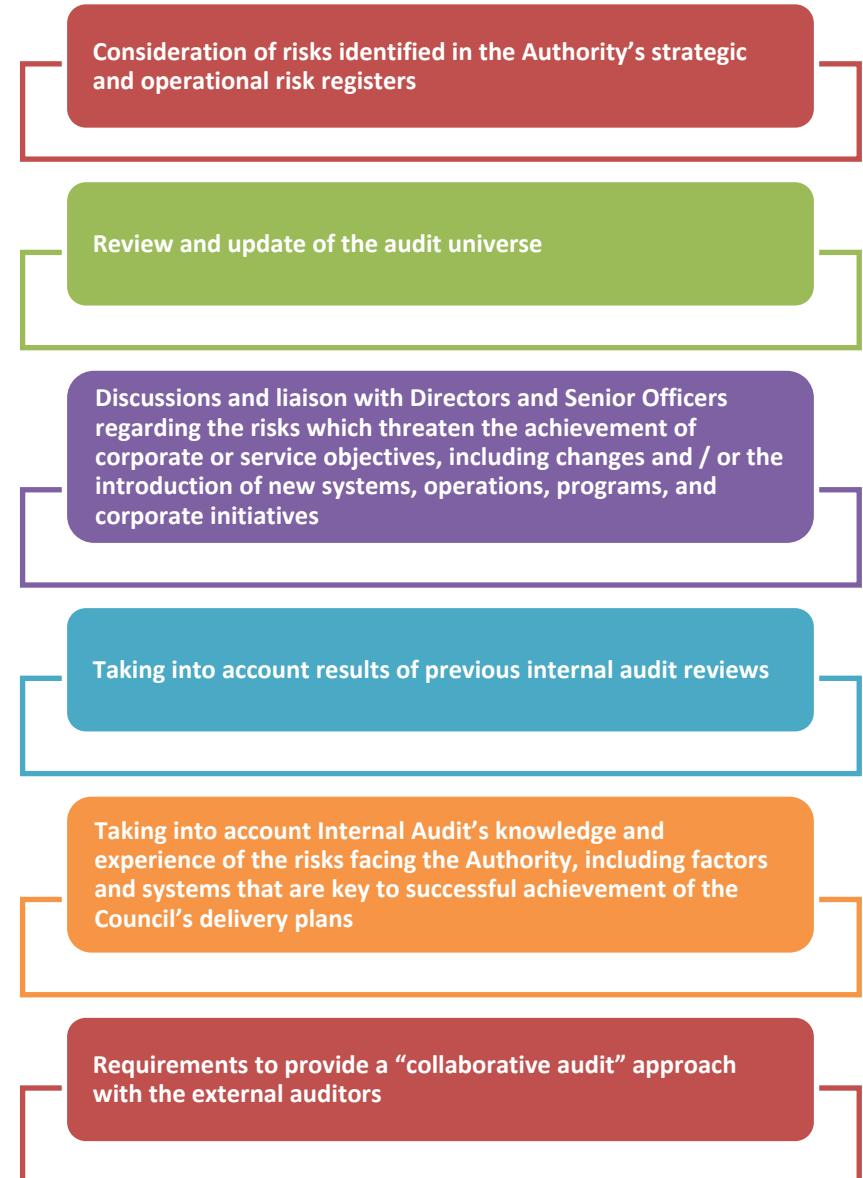 Consideration of risks identified in the Authority’s strategic
and operational risk registers
Review and update of the audit universe
Discussions and liaison with Directors and Senior Officers
regarding the risks which threaten the achievement of
corporate or service objectives, including changes and / or the
introduction of new systems, operations, programs, and
corporate initiatives
Taking into account results of previous internal audit reviews
Taking into account Internal Audit’s knowledge and
experience of the risks facing the Authority, including factors
and systems that are key to successful achievement of the
Council’s delivery plans
Requirements to provide a “collaborative audit” approach
with the external auditors